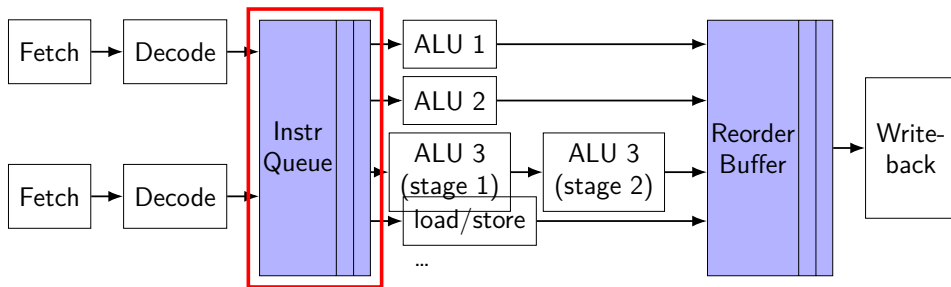 Fetch
Decode
Fetch
Decode
Instr
Queue
ALU 1
ALU 2
ALU 3
(stage 1)
ALU 3
(stage 2)
load/store
...
Reorder
Buffer
Write-
back